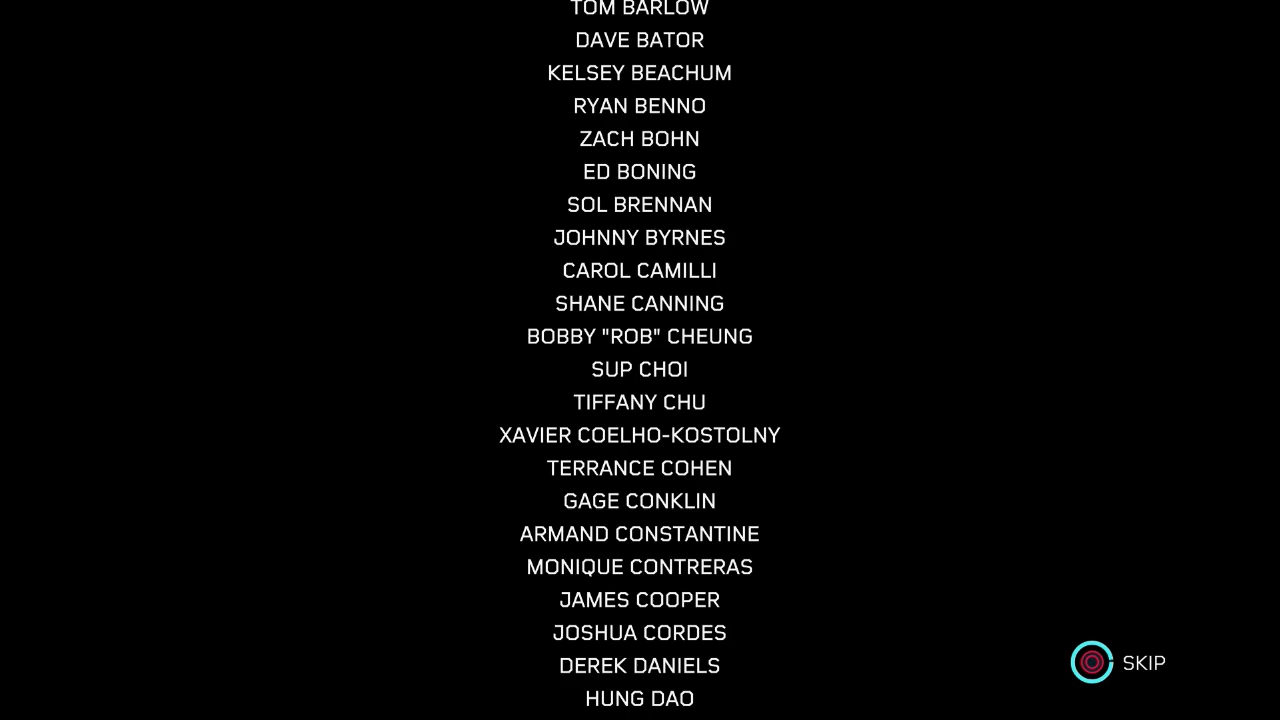 TOM BARLOW
DAVE BATOR
KELSEY BEACHUM
RYAN BENNO
ZACH BOHN
ED BONING
SOL BRENNAN
JOHNNY BYRNES
CAROL CAMILLI
SHANE CANNING
BOBBY "ROB" CHEUNG
SUP CHOI
TIFFANY CHU
XAVIER COELHO-KOSTOLNY
TERRANCE COHEN
GAGE CONKLIN
ARMAND CONSTANTINE
MONIQUE CONTRERAS
JAMES COOPER
JOSHUA CORDES
DEREK DANIELS
SKIP
HUNG DAO